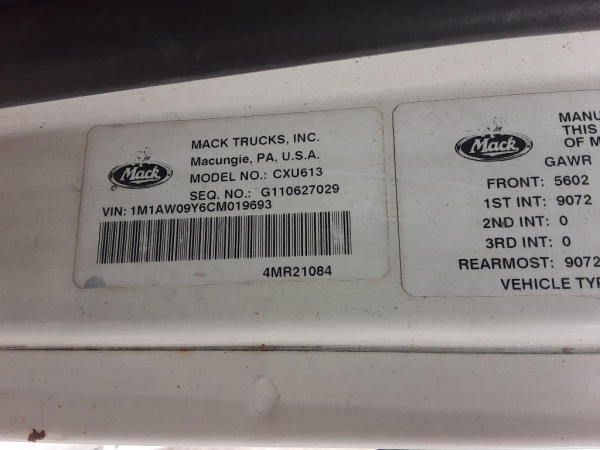 MACK TRUCKS, INC.
Macungie, PA, U.S.A.
Mack
MODEL NO.: CXU613
SEQ. NO.: G110627029
VIN: 1M1AW09Y6CM019693
4MR21084
MANU
THIS
OF M
Mack
GAWR
FRONT: 5602
1ST INT: 9072
2ND INT: 0
3RD INT: 0
REARMOST: 9072
VEHICLE TYP